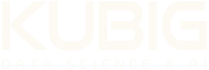 KUBIG
DATA SCIENCE & AI